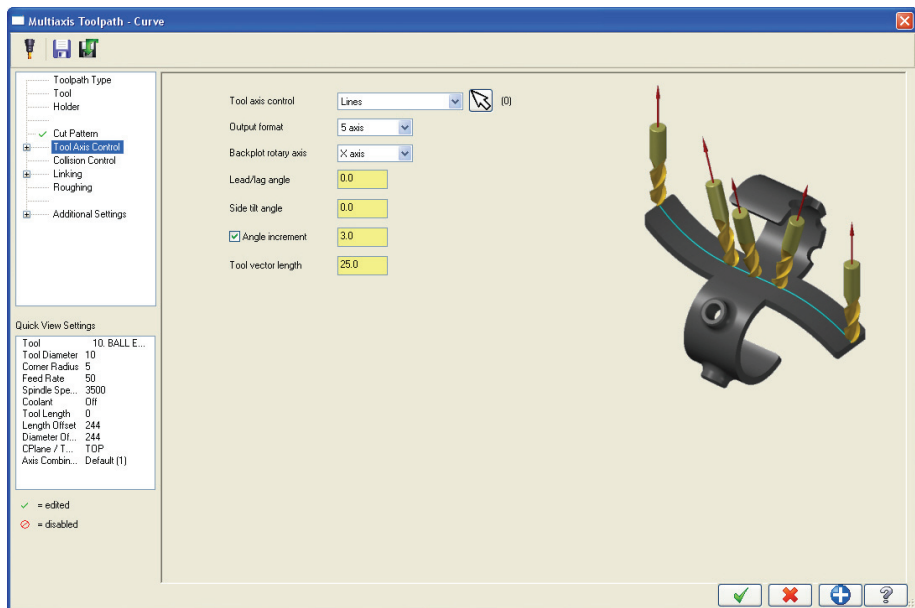 Multiaxis Toolpath - Curve
Toolpath Type
Tool
Holder
Cut Pattern
Tool Axis Control
Collision Control
Linking
Roughing
Additional Settings
Tool axis control Lines (0)
Output format 5 axis
Backplot rotary axis X axis
Lead/lag angle 0.0
Side tilt angle 0.0
Angle increment 3.0
Tool vector length 25.0
Quick View Settings
Tool 10. BALL E...
Tool Diameter 10
Corner Radius 5
Feed Rate 50
Spindle Spe... 3500
Coolant Off
Tool Length 0
Length Offset 244
Diameter Of... 244
CPlane / T... TOP
Axis Combin... Default (1)
= edited
= disabled